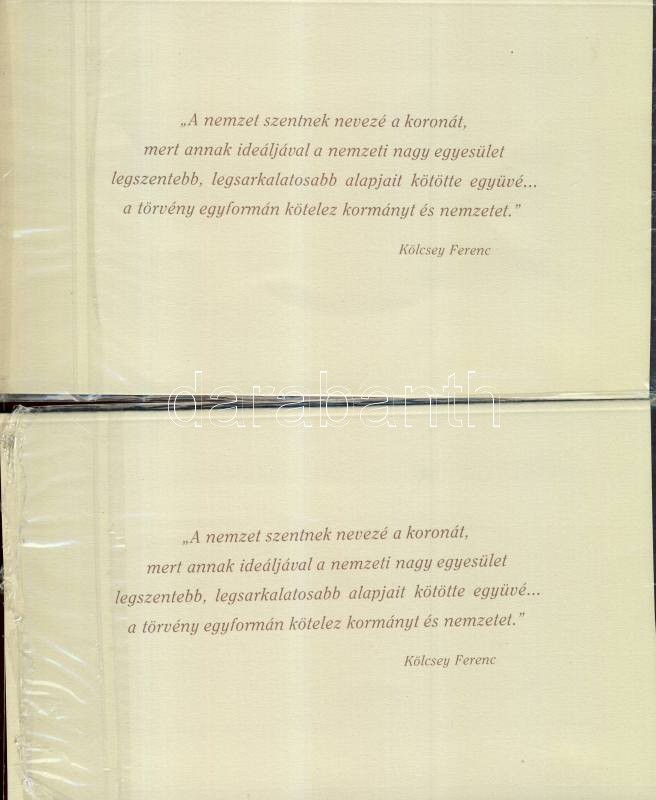 „A nemzet szentnek nevezé a koronát,
mert annak ideáljával a nemzeti nagy egyesület
legszentebb, legsarkalatosabb alapjait kötötte együvé...
a törvény egyformán kötelez kormányt és nemzetet.”
Kölcsey Ferenc
darabanth
„A nemzet szentnek nevezé a koronát,
mert annak ideáljával a nemzeti nagy egyesület
legszentebb, legsarkalatosabb alapjait kötötte együvé...
a törvény egyformán kötelez kormányt és nemzetet.”
Kölcsey Ferenc